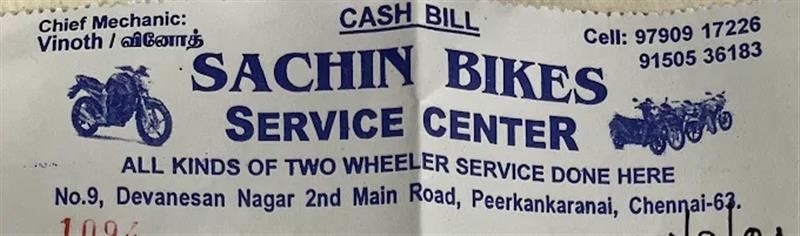 CASH BILL
Chief Mechanic:
Vinoth / வினோத்
Cell: 97909 17226
91505 36183
SACHIN BIKES
SERVICE CENTER
ALL KINDS OF TWO WHEELER SERVICE DONE HERE
No.9, Devanesan Nagar 2nd Main Road, Peerkankaranai, Chennai-63.